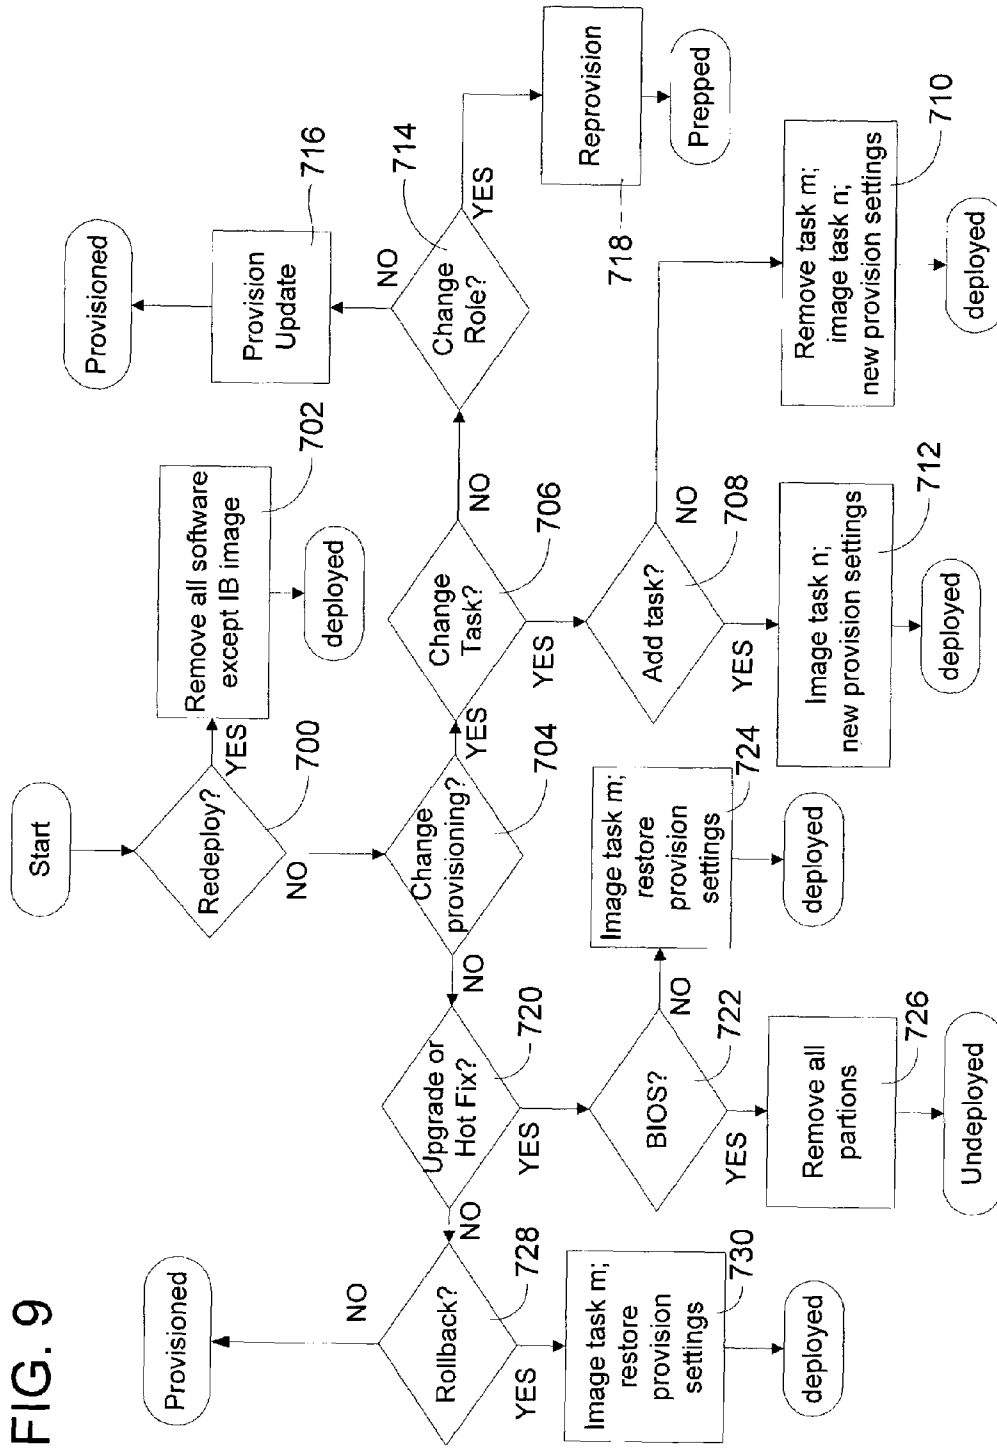 FIG. 9
Start
Redeploy?
700
YES
NO
Remove all software
except IB image
702
deployed
Change
provisioning?
704
YES
NO
Change
Task?
706
NO
YES
Change
Role?
714
NO
YES
Provision
Update
716
Provisioned
Reprovision
718
Prepped
Add task?
708
NO
YES
Remove task m;
image task n;
new provision settings
710
deployed
Image task n;
new provision settings
712
deployed
Upgrade or
Hot Fix?
720
NO
YES
BIOS?
722
NO
YES
Image task m;
restore
provision
settings
724
deployed
Remove all
partions
726
Undeployed
Rollback?
728
NO
YES
Provisioned
Image task m;
restore
provision
settings
730
deployed